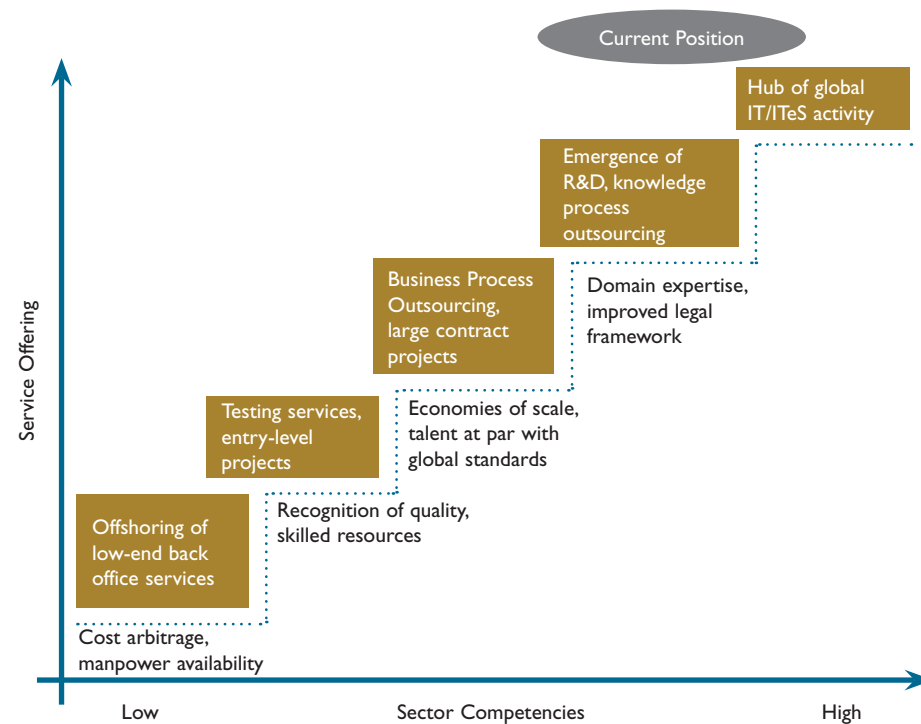 Current Position
Hub of global
IT/ITeS activity
Emergence of
R&D, knowledge
process
outsourcing
Domain expertise,
improved legal
framework
Business Process
Outsourcing,
large contract
projects
Economies of scale,
talent at par with
global standards
Testing services,
entry-level
projects
Recognition of quality,
skilled resources
Offshoring of
low-end back
office services
Cost arbitrage,
manpower availability
Service Offering
Low
Sector Competencies
High